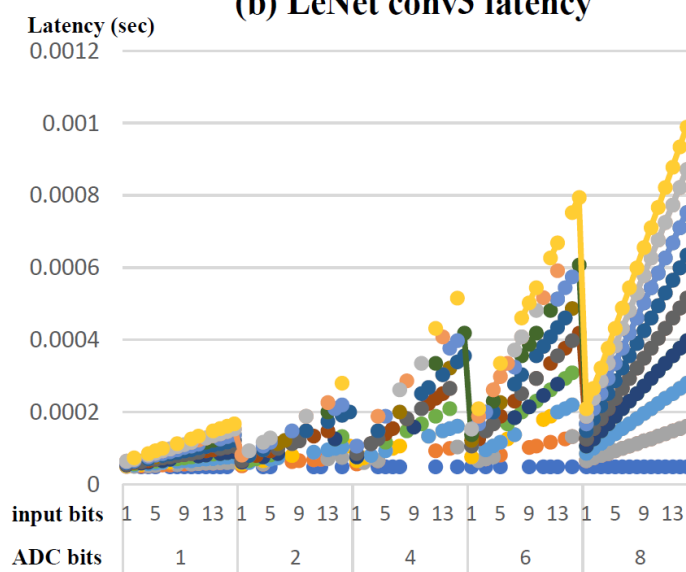 (b) LeNet conv3 latency
Latency (sec)
0.0012
0.001
0.0008
0.0006
0.0004
0.0002
0
input bits 1 5 9 13 1 5 9 13 1 5 9 13 1 5 9 13 1 5 9 13
ADC bits 1 2 4 6 8